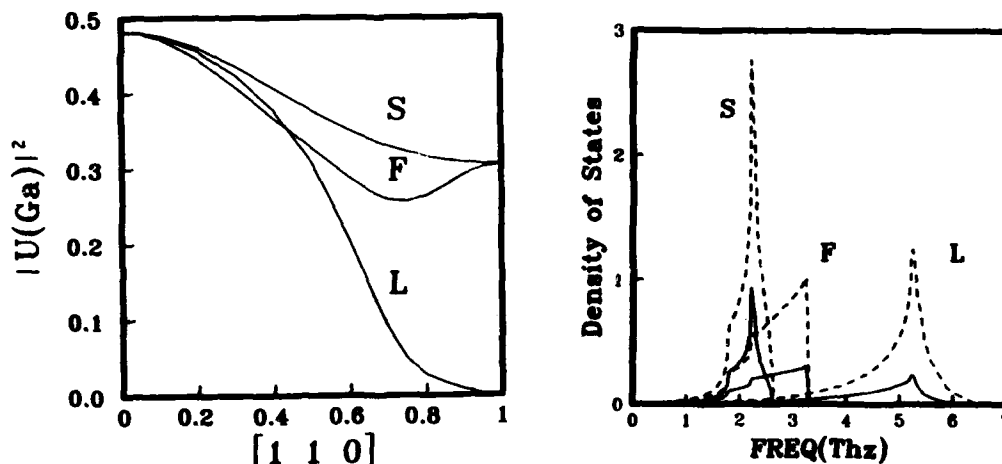 |U(Ga)|²
0.5
0.4
0.3
0.2
0.1
0.0
S
F
L
0 0.2 0.4 0.6 0.8 1
[1 1 0]
Density of States
3
2
1
0
S
F
L
0 1 2 3 4 5 6 7
FREQ(Thz)